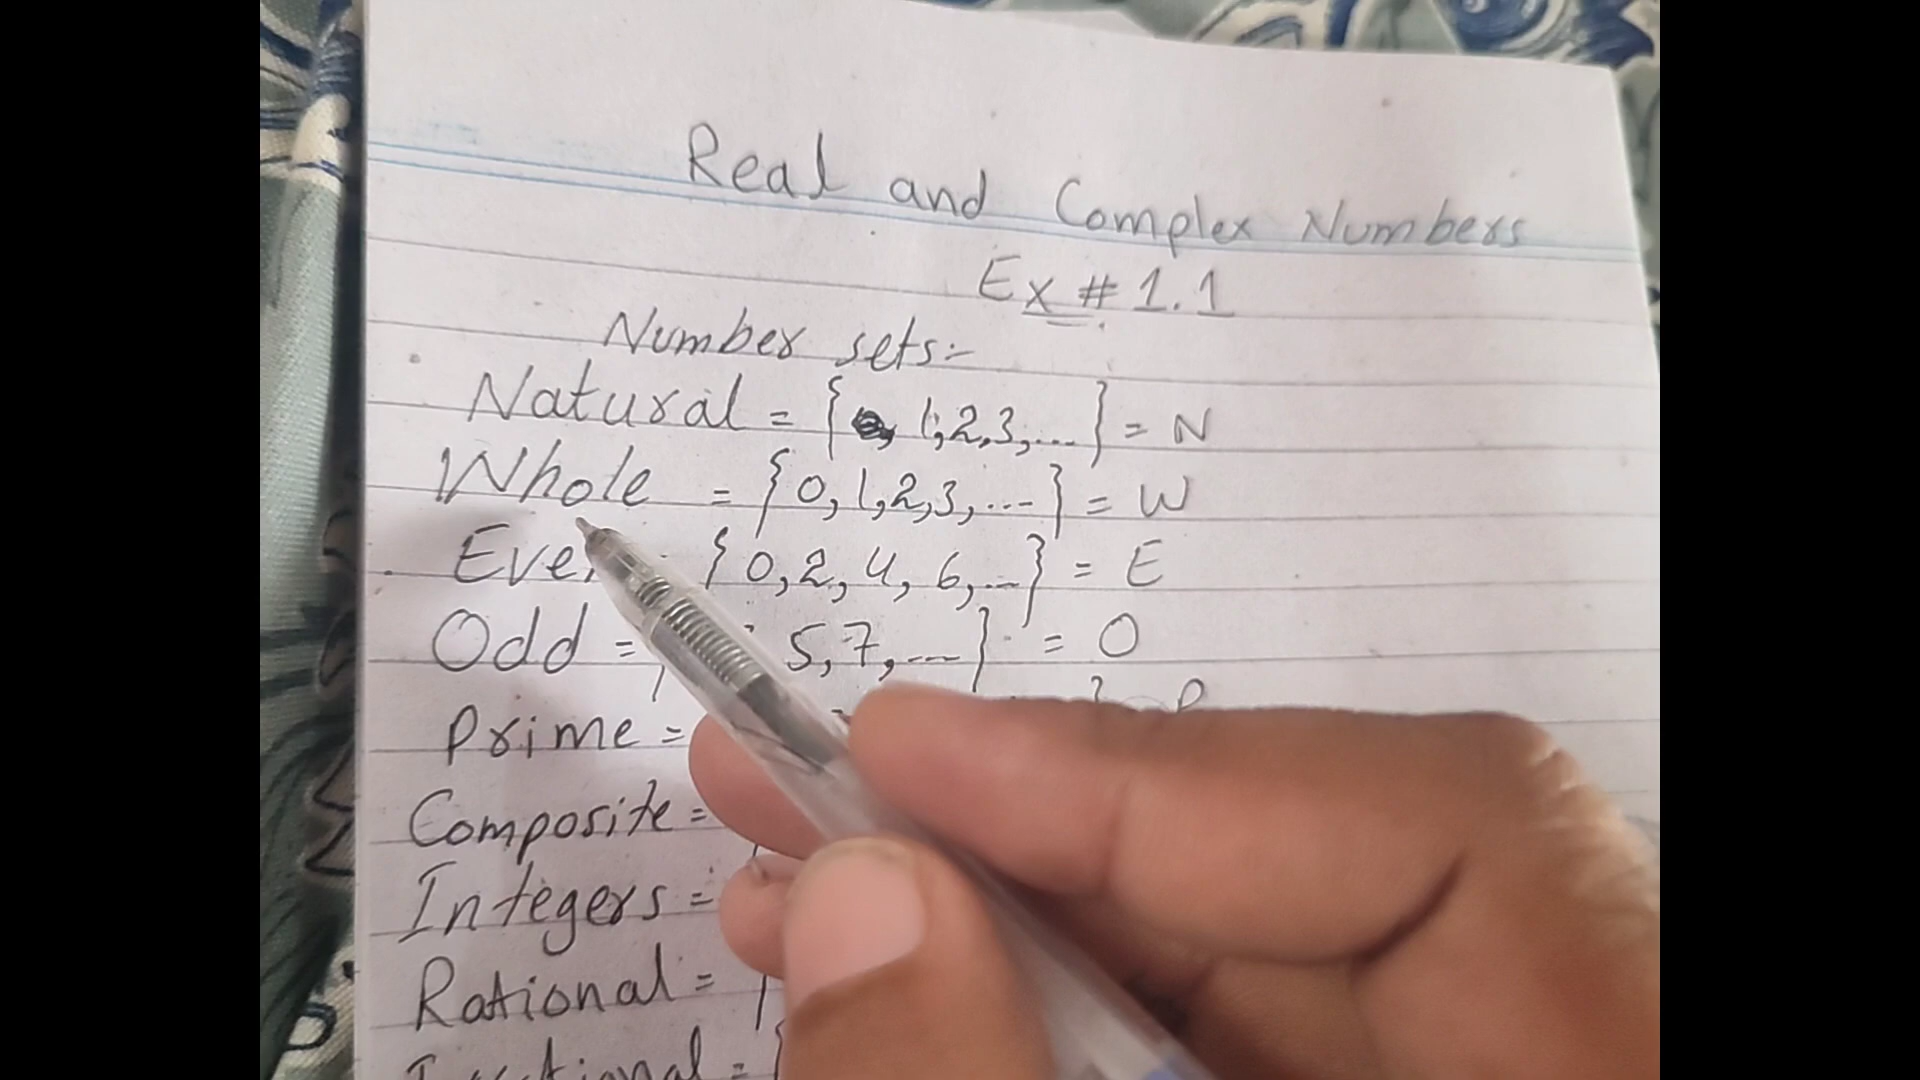 Real and Complex Numbers
Ex # 1.1
Number sets:-
Natural = { 1,2,3,... } = N
Whole = { 0,1,2,3,... } = W
{ 0,2,4,6,... } = E
Odd = 5,7,... } = O
Prime = } P
Composite =
Integers =
Rational =